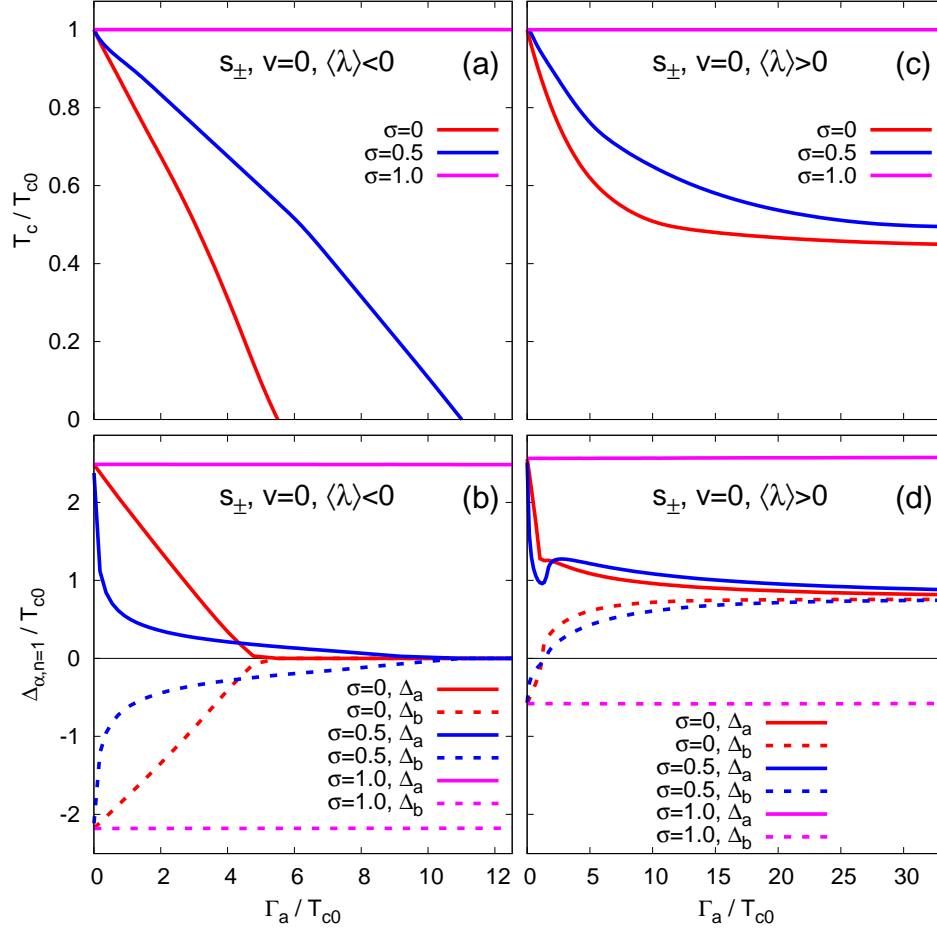 s±, v=0, ⟨λ⟩<0
(a)
σ=0
σ=0.5
σ=1.0
T_c / T_c0
1
0.8
0.6
0.4
0.2
0
s±, v=0, ⟨λ⟩>0
(c)
σ=0
σ=0.5
σ=1.0
s±, v=0, ⟨λ⟩<0
(b)
Δ_α,n=1 / T_c0
2
1
0
-1
-2
σ=0, Δ_a
σ=0, Δ_b
σ=0.5, Δ_a
σ=0.5, Δ_b
σ=1.0, Δ_a
σ=1.0, Δ_b
0 2 4 6 8 10 12
Γ_a / T_c0
s±, v=0, ⟨λ⟩>0
(d)
σ=0, Δ_a
σ=0, Δ_b
σ=0.5, Δ_a
σ=0.5, Δ_b
σ=1.0, Δ_a
σ=1.0, Δ_b
0 5 10 15 20 25 30
Γ_a / T_c0